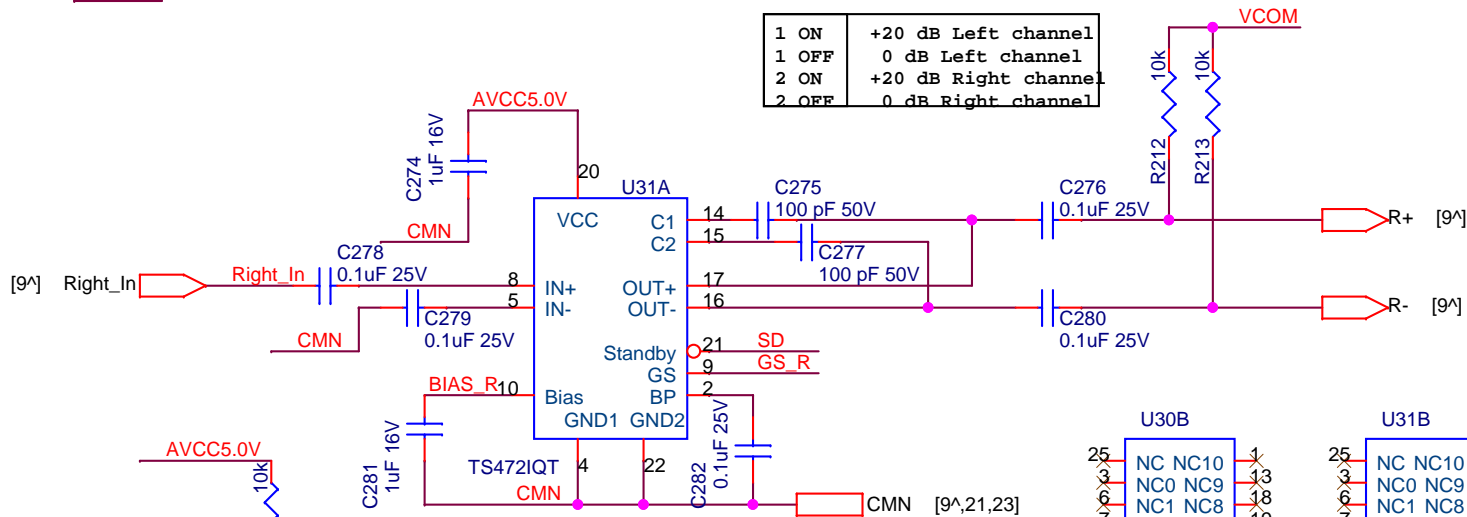 VCOM
1 ON +20 dB Left channel
1 OFF 0 dB Left channel
2 ON +20 dB Right channel
2 OFF 0 dB Right channel
10k
10k
R212
R213
AVCC5.0V
C274
1uF 16V
CMN
20
U31A
VCC
C1
C2
14
15
C275
100 pF 50V
C277
100 pF 50V
C276
0.1uF 25V
R+ [9^]
[9^] Right_In
Right_In
C278
0.1uF 25V
8
5
IN+
IN-
OUT+
OUT-
17
16
C279
0.1uF 25V
CMN
C280
0.1uF 25V
R- [9^]
Standby
21
SD
GS
9
GS_R
BP
2
BIAS_R
10
Bias
GND1
GND2
C281
1uF 16V
TS472IQT
4
22
C282
0.1uF 25V
CMN
CMN [9^,21,23]
AVCC5.0V
10k
U30B
25 NC NC10 1
3 NC0 NC9 13
6 NC1 NC8 18
U31B
25 NC NC10
3 NC0 NC9
6 NC1 NC8